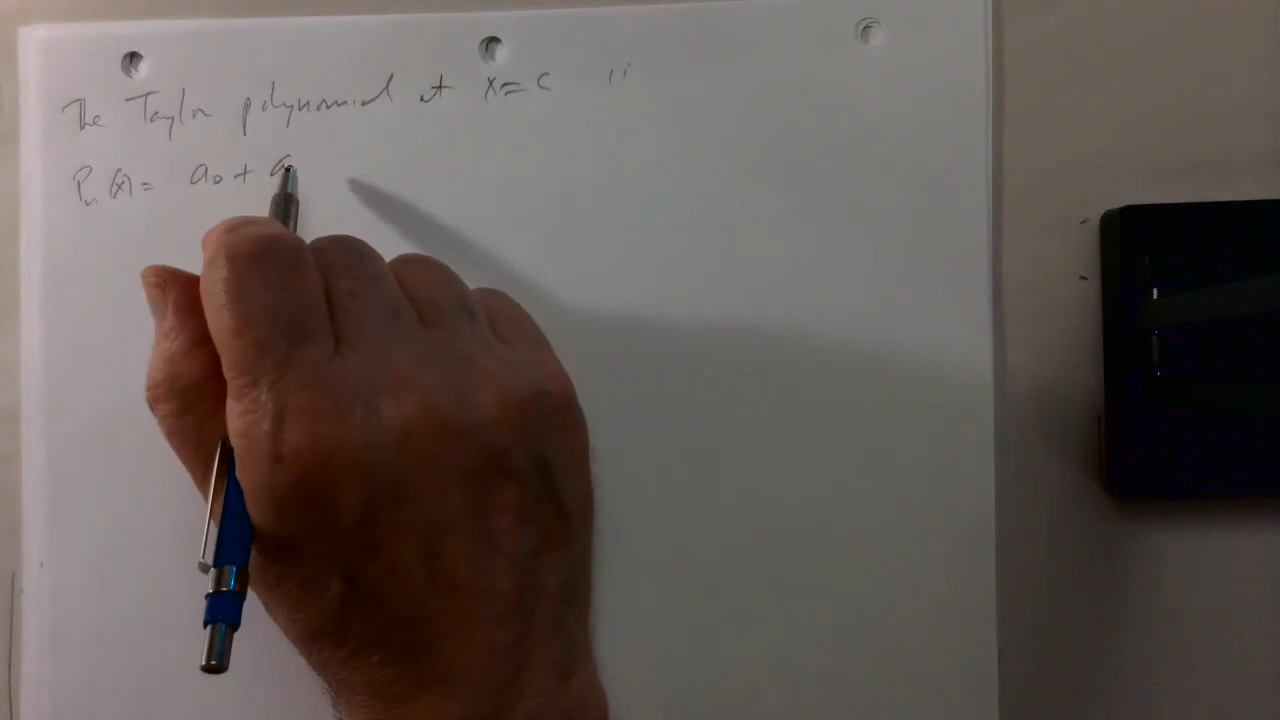 The Taylor polynomial at x=c is
Pn(x)= a0 + a